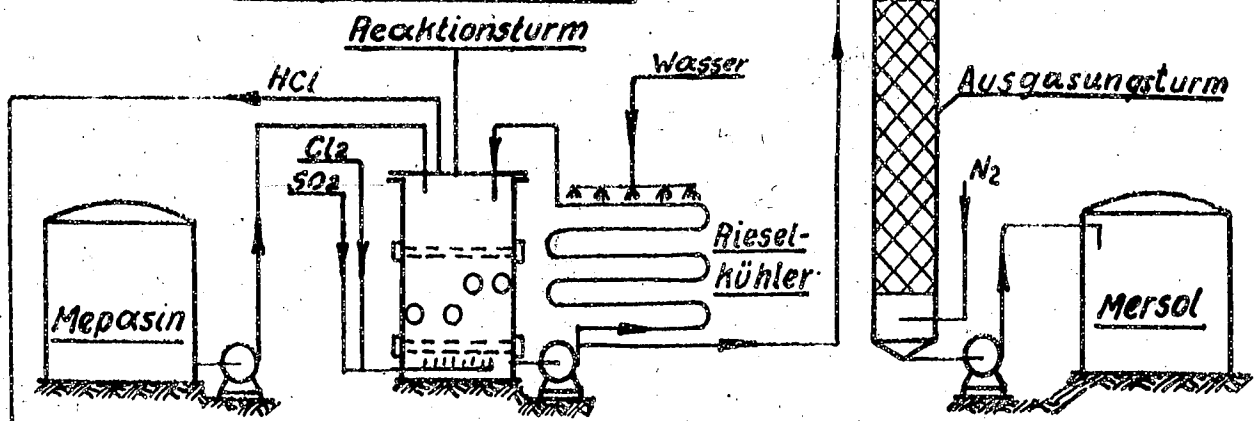 Reaktionsturm
HCl
Wasser
Ausgasungsturm
Cl2
SO2
N2
Riesel-
kühler
Mepasin
Mersol